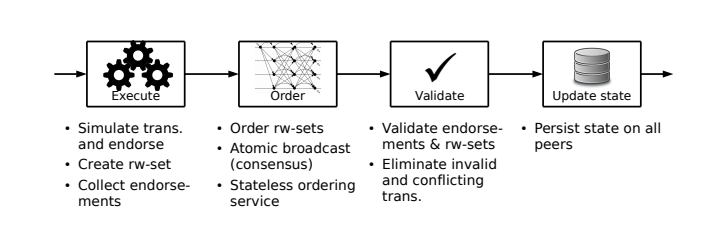 Execute
Order
Validate
Update state
• Simulate trans.
and endorse
• Create rw-set
• Collect endorse-
ments
• Order rw-sets
• Atomic broadcast
(consensus)
• Stateless ordering
service
• Validate endorse-
ments & rw-sets
• Eliminate invalid
and conflicting
trans.
• Persist state on all
peers